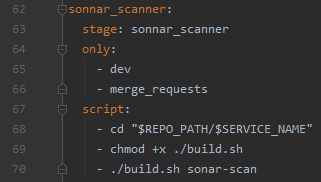 62 sonnar_scanner:
63 stage: sonnar_scanner
64 only:
65 - dev
66 - merge_requests
67 script:
68 - cd "$REPO_PATH/$SERVICE_NAME"
69 - chmod +x ./build.sh
70 - ./build.sh sonar-scan